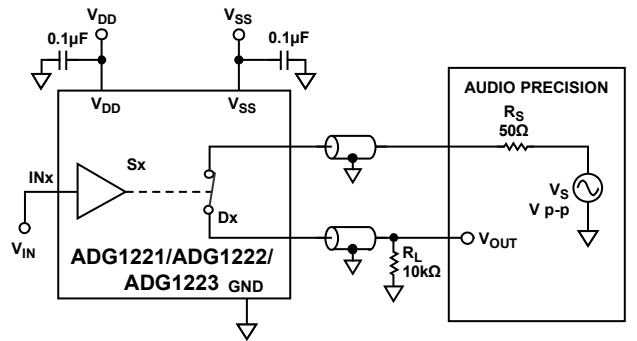 VDD
VSS
0.1µF
0.1µF
VDD
VSS
AUDIO PRECISION
RS
50Ω
VS
V p-p
INx
Sx
Dx
VIN
VOUT
RL
10kΩ
ADG1221/ADG1222/
ADG1223
GND